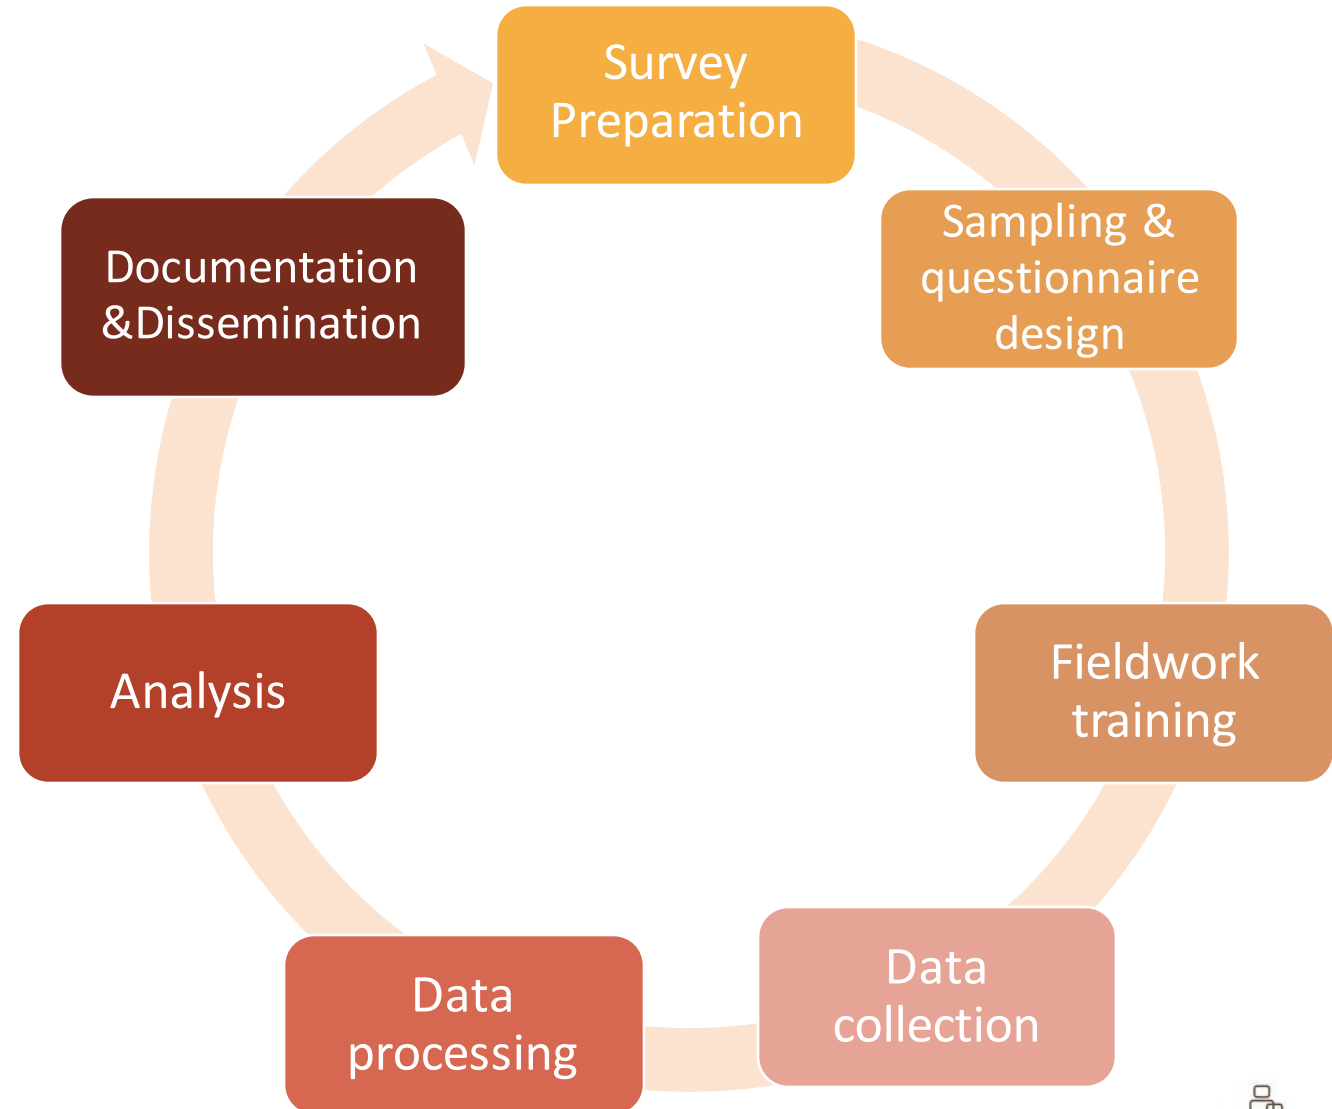 Survey
Preparation
Sampling &
questionnaire
design
Fieldwork
training
Data
collection
Data
processing
Analysis
Documentation
&Dissemination